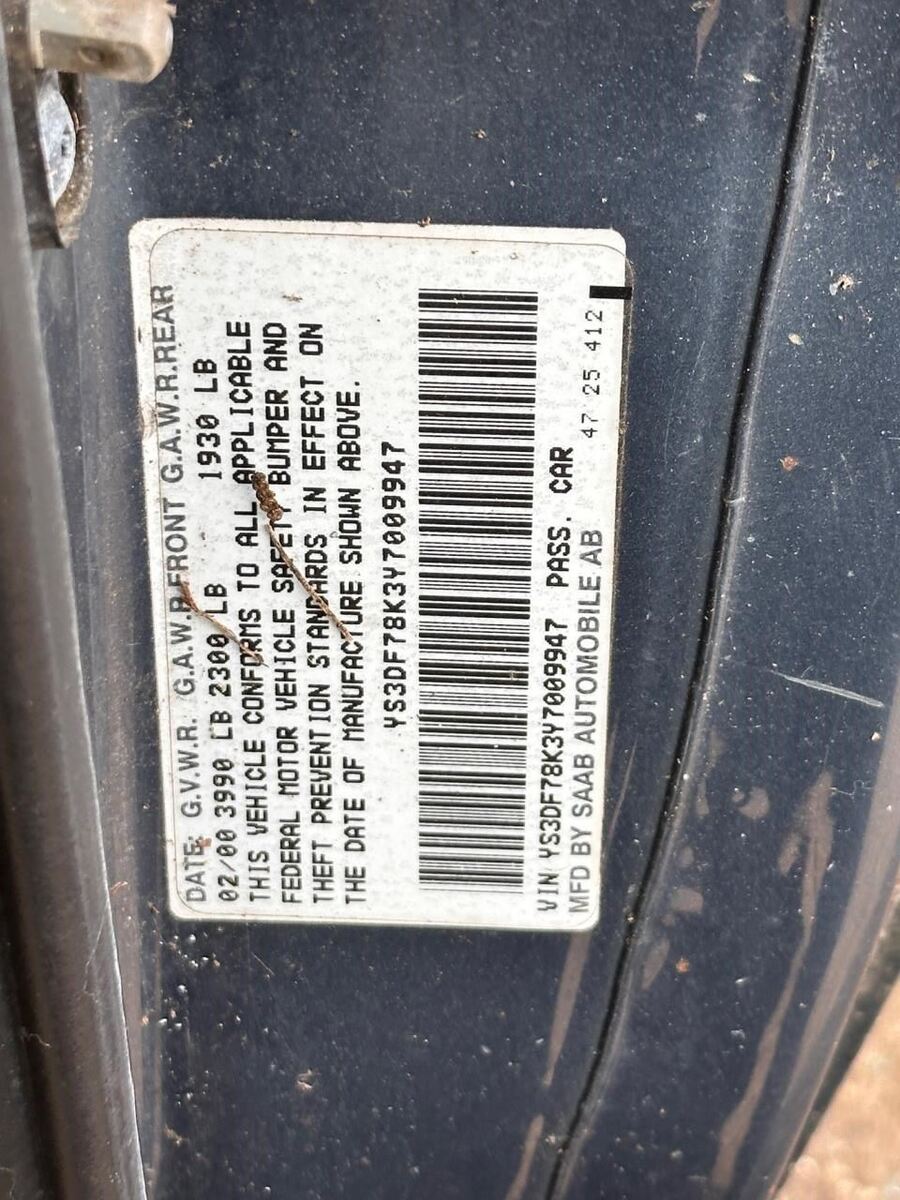 DATE: G.V.W.R. G.A.W.R.FRONT G.A.W.R.REAR
02/00 3990 LB 2300 LB 1930 LB
THIS VEHICLE CONFORMS TO ALL APPLICABLE
FEDERAL MOTOR VEHICLE SAFETY BUMPER AND
THEFT PREVENTION STANDARDS IN EFFECT ON
THE DATE OF MANUFACTURE SHOWN ABOVE.
YS3DF78K3Y7009947
VIN YS3DF78K3Y7009947 PASS. CAR
MFD BY SAAB AUTOMOBILE AB 47 25 412